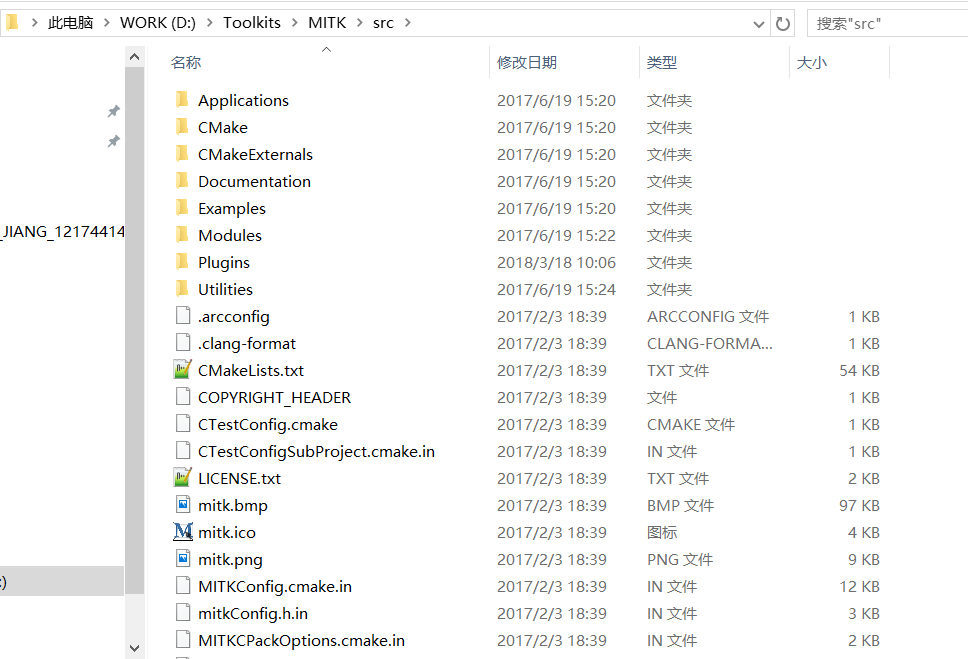 此电脑 WORK (D:) Toolkits MITK src 搜索"src"
名称 修改日期 类型 大小
Applications 2017/6/19 15:20 文件夹
CMake 2017/6/19 15:20 文件夹
CMakeExternals 2017/6/19 15:20 文件夹
Documentation 2017/6/19 15:20 文件夹
Examples 2017/6/19 15:20 文件夹
_JIANG_12174414 Modules 2017/6/19 15:22 文件夹
Plugins 2018/3/18 10:06 文件夹
Utilities 2017/6/19 15:24 文件夹
.arcconfig 2017/2/3 18:39 ARCCONFIG 文件 1 KB
.clang-format 2017/2/3 18:39 CLANG-FORMA... 1 KB
CMakeLists.txt 2017/2/3 18:39 TXT 文件 54 KB
COPYRIGHT_HEADER 2017/2/3 18:39 文件 1 KB
CTestConfig.cmake 2017/2/3 18:39 CMAKE 文件 1 KB
CTestConfigSubProject.cmake.in 2017/2/3 18:39 IN 文件 1 KB
LICENSE.txt 2017/2/3 18:39 TXT 文件 2 KB
mitk.bmp 2017/2/3 18:39 BMP 文件 97 KB
mitk.ico 2017/2/3 18:39 图标 4 KB
mitk.png 2017/2/3 18:39 PNG 文件 9 KB
:) MITKConfig.cmake.in 2017/2/3 18:39 IN 文件 12 KB
mitkConfig.h.in 2017/2/3 18:39 IN 文件 3 KB
MITKCPackOptions.cmake.in 2017/2/3 18:39 IN 文件 2 KB